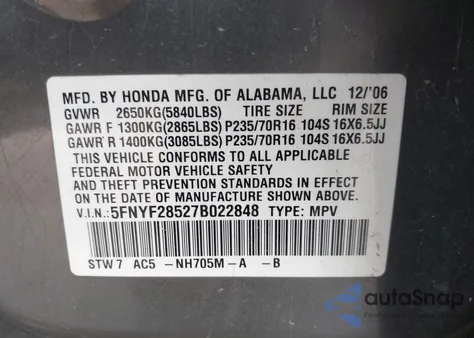 MFD. BY HONDA MFG. OF ALABAMA, LLC 12/'06
GVWR 2650KG(5840LBS) TIRE SIZE RIM SIZE
GAWR F 1300KG(2865LBS) P235/70R16 104S 16X6.5JJ
GAWR R 1400KG(3085LBS) P235/70R16 104S 16X6.5JJ
THIS VEHICLE CONFORMS TO ALL APPLICABLE
FEDERAL MOTOR VEHICLE SAFETY
AND THEFT PREVENTION STANDARDS IN EFFECT
ON THE DATE OF MANUFACTURE SHOWN ABOVE.
V.I.N.: 5FNYF28527B022848 TYPE: MPV
STW7 AC5 -NH705M-A -B
autoSnap